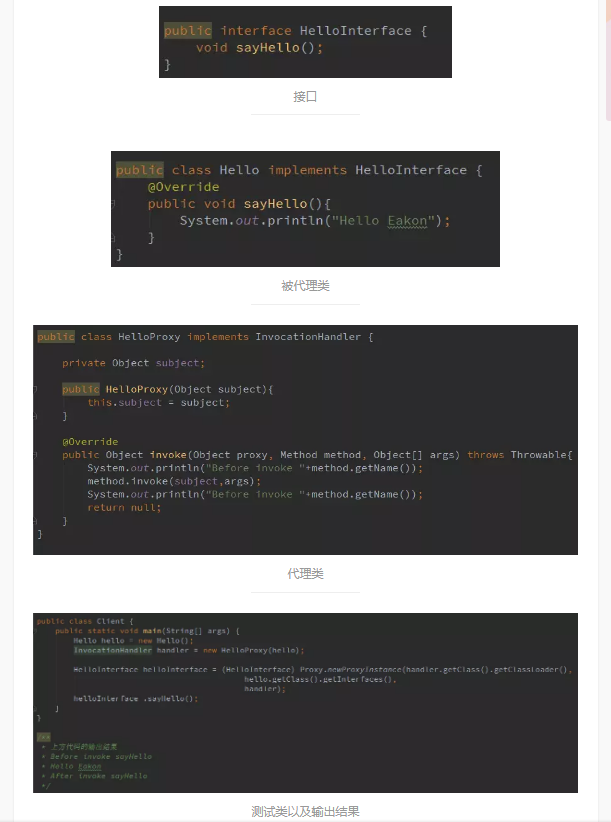 public interface HelloInterface {
void sayHello();
}
接口
public class Hello implements HelloInterface {
@Override
public void sayHello(){
System.out.println("Hello Eakon");
}
}
被代理类
public class HelloProxy implements InvocationHandler {
private Object subject;
public HelloProxy(Object subject){
this.subject = subject;
}
@Override
public Object invoke(Object proxy, Method method, Object[] args) throws Throwable{
System.out.println("Before invoke "+method.getName());
method.invoke(subject,args);
System.out.println("Before invoke "+method.getName());
return null;
}
}
代理类
public class Client {
public static void main(String[] args) {
Hello hello = new Hello();
InvocationHandler handler = new HelloProxy(hello);
HelloInterface helloInterface = (HelloInterface) Proxy.newProxyInstance(handler.getClass().getClassLoader(),
hello.getClass().getInterfaces(),
handler);
helloInterface .sayHello();
}
}
/**
* 上述代码的输出结果
* Before invoke sayHello
* Hello Eakon
* After invoke sayHello
*/
测试类以及输出结果